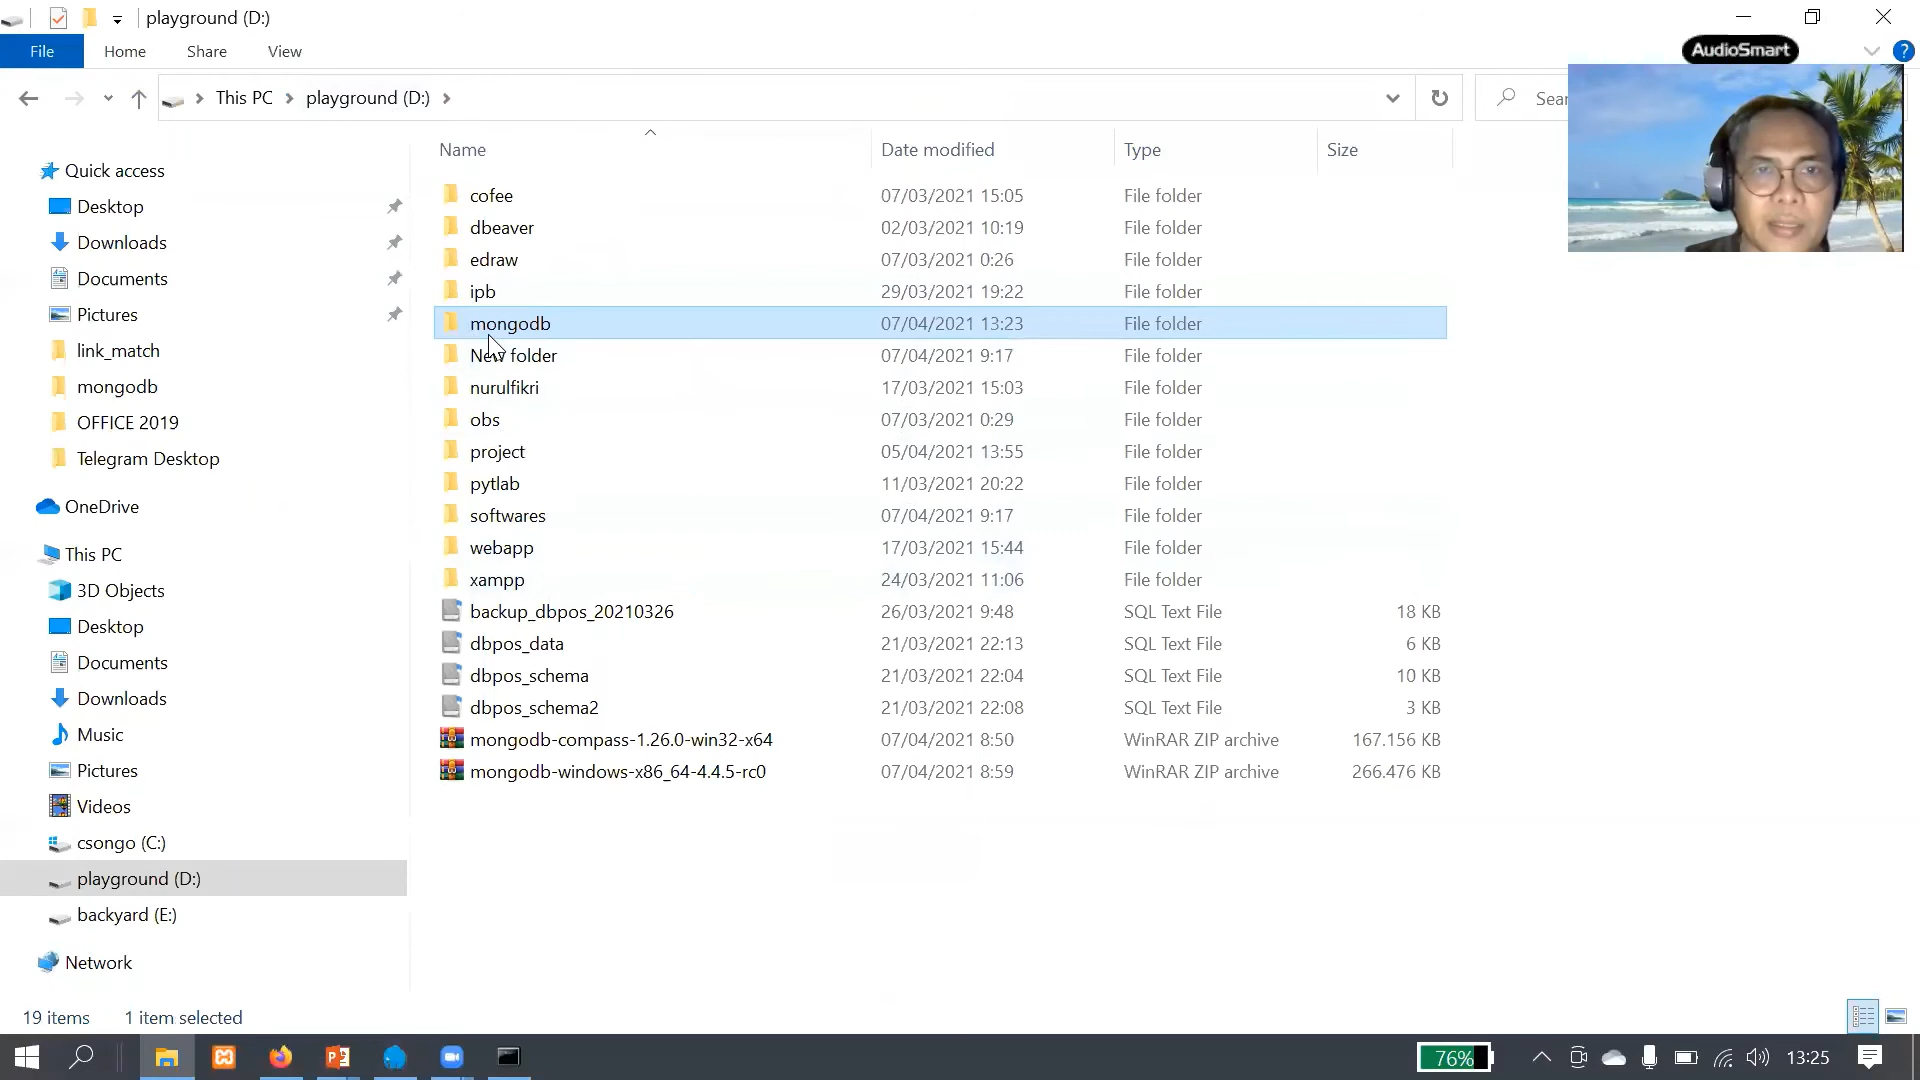 playground (D:)
File Home Share View
AudioSmart
?
This PC playground (D:)
Sear
Name Date modified Type Size
Quick access
Desktop
Downloads
Documents
Pictures
link_match
mongodb
OFFICE 2019
Telegram Desktop
OneDrive
This PC
3D Objects
Desktop
Documents
Downloads
Music
Pictures
Videos
csongo (C:)
playground (D:)
backyard (E:)
Network
cofee 07/03/2021 15:05 File folder
dbeaver 02/03/2021 10:19 File folder
edraw 07/03/2021 0:26 File folder
ipb 29/03/2021 19:22 File folder
mongodb 07/04/2021 13:23 File folder
New folder 07/04/2021 9:17 File folder
nurulfikri 17/03/2021 15:03 File folder
obs 07/03/2021 0:29 File folder
project 05/04/2021 13:55 File folder
pytlab 11/03/2021 20:22 File folder
softwares 07/04/2021 9:17 File folder
webapp 17/03/2021 15:44 File folder
xampp 24/03/2021 11:06 File folder
backup_dbpos_20210326 26/03/2021 9:48 SQL Text File 18 KB
dbpos_data 21/03/2021 22:13 SQL Text File 6 KB
dbpos_schema 21/03/2021 22:04 SQL Text File 10 KB
dbpos_schema2 21/03/2021 22:08 SQL Text File 3 KB
mongodb-compass-1.26.0-win32-x64 07/04/2021 8:50 WinRAR ZIP archive 167.156 KB
mongodb-windows-x86_64-4.4.5-rc0 07/04/2021 8:59 WinRAR ZIP archive 266.476 KB
19 items 1 item selected
76% 13:25